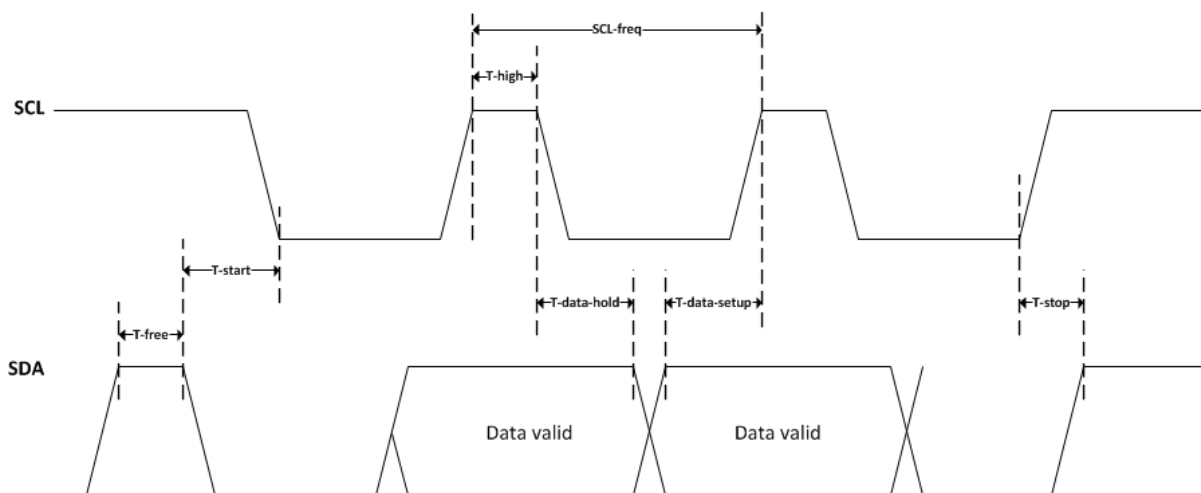 SCL-freq
T-high
SCL
T-start
T-data-hold
T-data-setup
T-stop
T-free
SDA
Data valid
Data valid